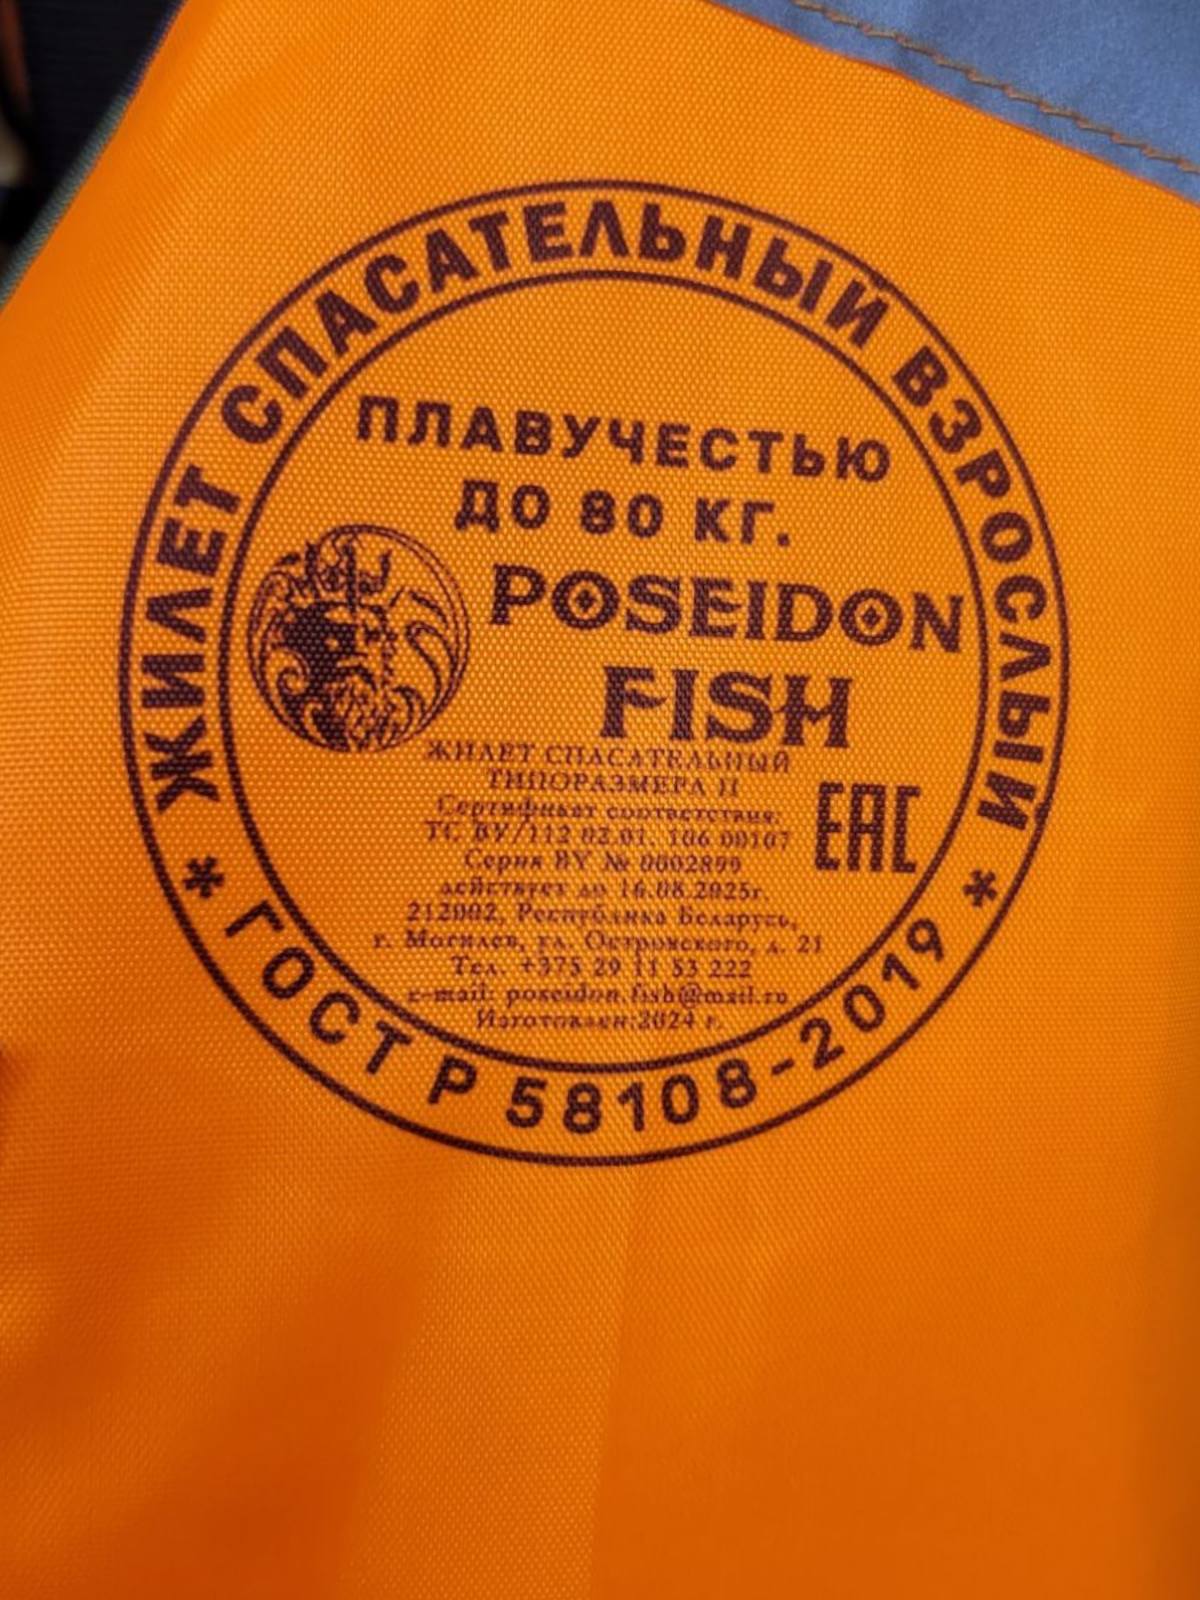 ЖИЛЕТ СПАСАТЕЛЬНЫЙ ВЗРОСЛЫЙ
ПЛАВУЧЕСТЬЮ
ДО 80 КГ.
POSEIDON
FISH
ЖИЛЕТ СПАСАТЕЛЬНЫЙ
ТИПОРАЗМЕРА II
Сертификат соответствия:
ТС BY/112 02.01. 106 00107
EAC
Серия BY № 0002899
действует до 16.08.2025г.
212002, Республика Беларусь,
г. Могилев, ул. Островского, д. 21
Тел. +375 29 11 53 222
e-mail: poseidon.fish@mail.ru
Изготовлен:2024 г.
* ГОСТ Р 58108-2019 *